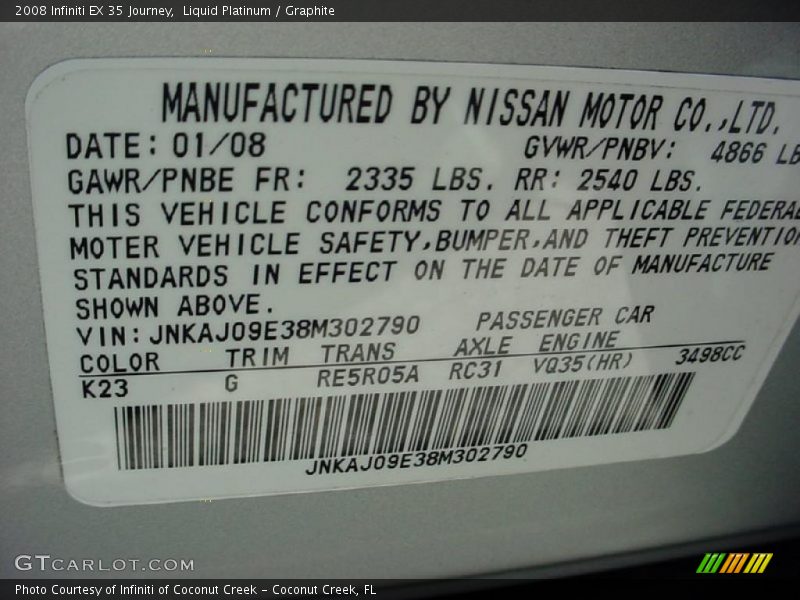 2008 Infiniti EX 35 Journey, Liquid Platinum / Graphite
MANUFACTURED BY NISSAN MOTOR CO.,LTD.
DATE: 01/08 GVWR/PNBV: 4866 LB
GAWR/PNBE FR: 2335 LBS. RR: 2540 LBS.
THIS VEHICLE CONFORMS TO ALL APPLICABLE FEDERAL
MOTER VEHICLE SAFETY,BUMPER,AND THEFT PREVENTION
STANDARDS IN EFFECT ON THE DATE OF MANUFACTURE
SHOWN ABOVE.
VIN: JNKAJ09E38M302790 PASSENGER CAR
COLOR TRIM TRANS AXLE ENGINE
K23 G RE5R05A RC31 VQ35(HR) 3498CC
JNKAJ09E38M302790
GTCARLOT.COM
Photo Courtesy of Infiniti of Coconut Creek – Coconut Creek, FL